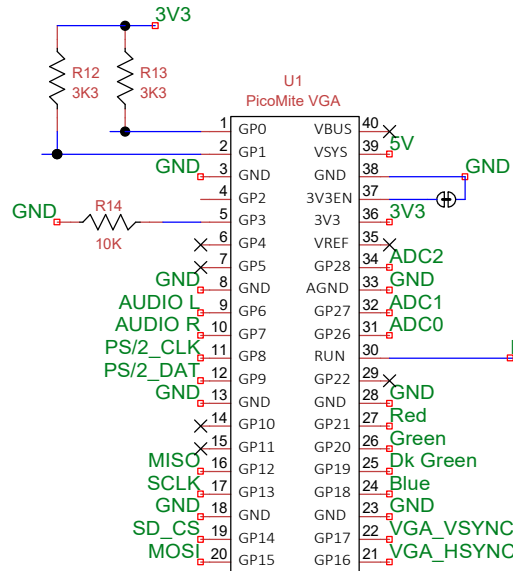 3V3
R12
3K3
R13
3K3
U1
PicoMite VGA
1 GP0 VBUS 40
2 GP1 VSYS 39 5V
GND 3 GND GND 38 GND
4 GP2 3V3EN 37
GND R14 10K 5 GP3 3V3 36 3V3
6 GP4 VREF 35
7 GP5 GP28 34 ADC2
GND 8 GND AGND 33 GND
AUDIO L 9 GP6 GP27 32 ADC1
AUDIO R 10 GP7 GP26 31 ADC0
PS/2_CLK 11 GP8 RUN 30
PS/2_DAT 12 GP9 GP22 29
GND 13 GND GND 28 GND
14 GP10 GP21 27 Red
15 GP11 GP20 26 Green
MISO 16 GP12 GP19 25 Dk Green
SCLK 17 GP13 GP18 24 Blue
GND 18 GND GND 23 GND
SD_CS 19 GP14 GP17 22 VGA_VSYNC
MOSI 20 GP15 GP16 21 VGA_HSYNC